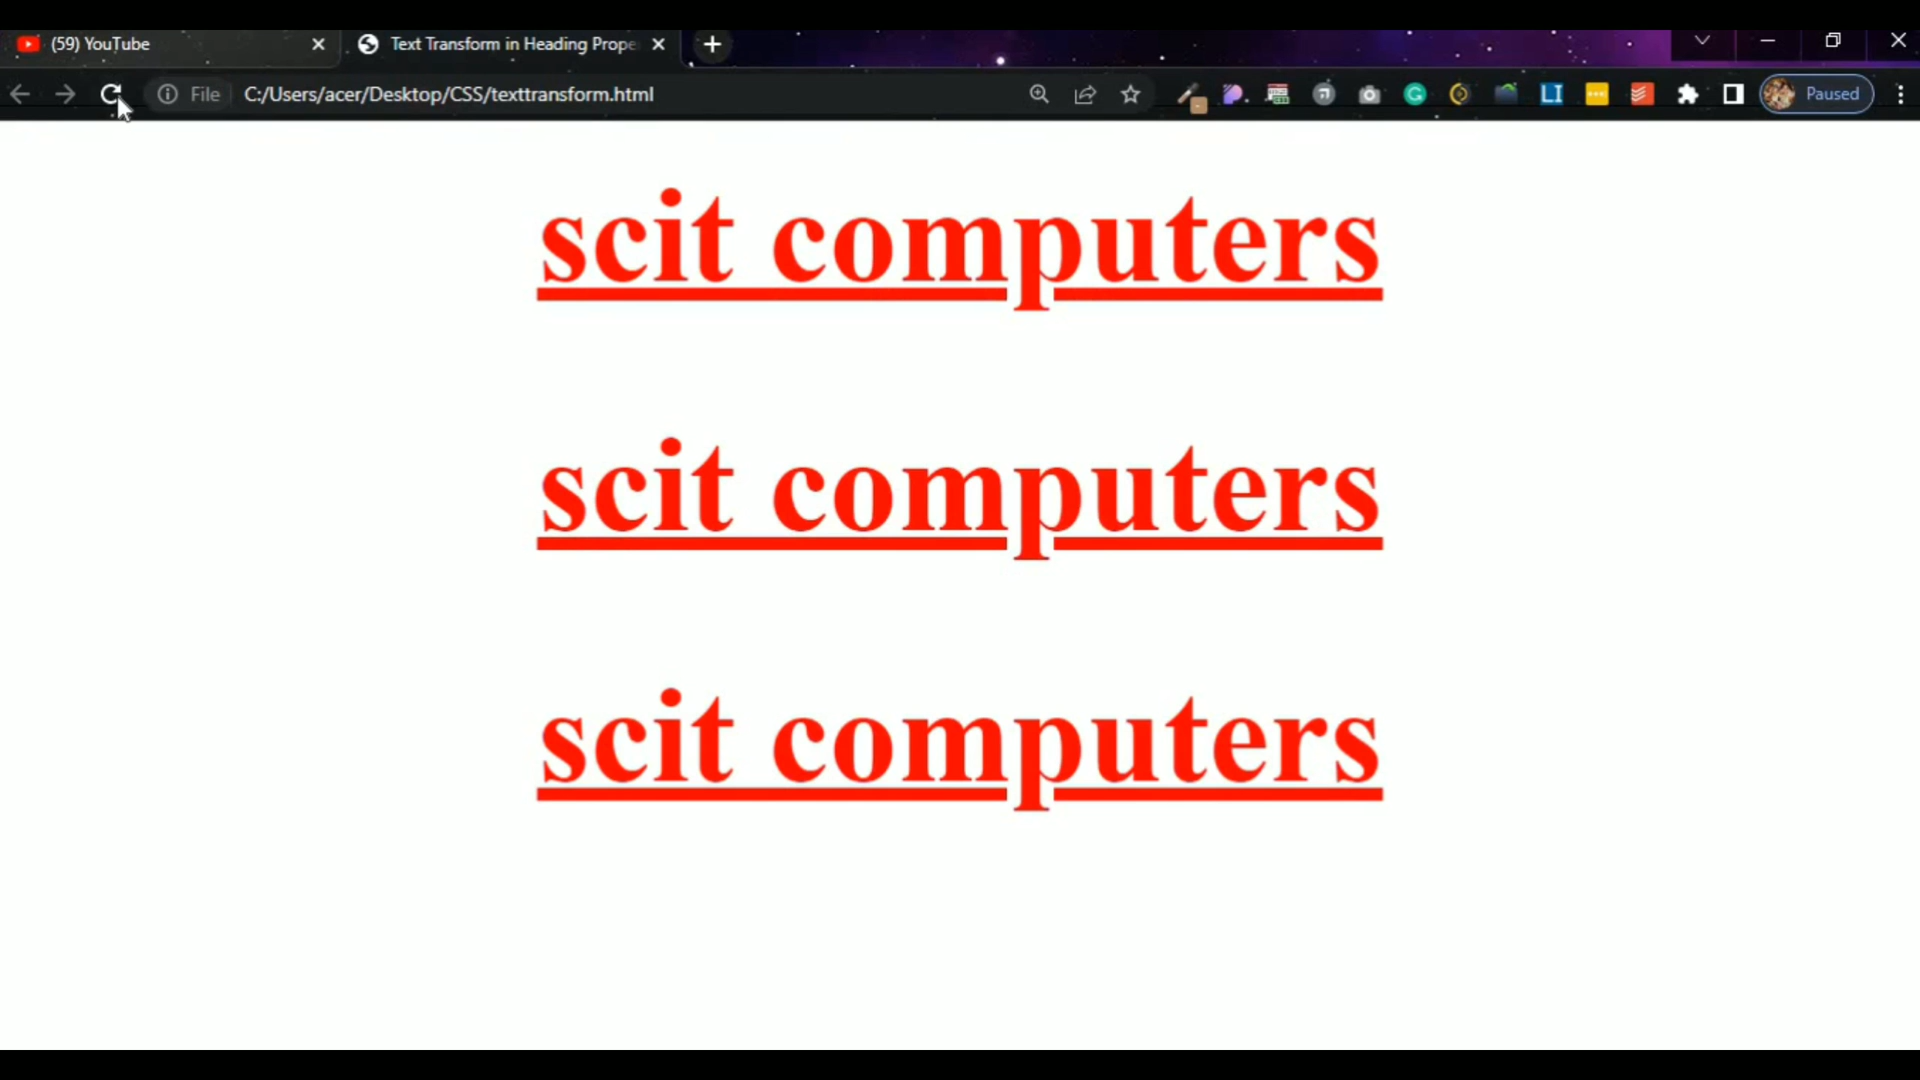 (59) YouTube
Text Transform in Heading Prope
File C:/Users/acer/Desktop/CSS/texttransform.html
LI
Paused
scit computers
scit computers
scit computers